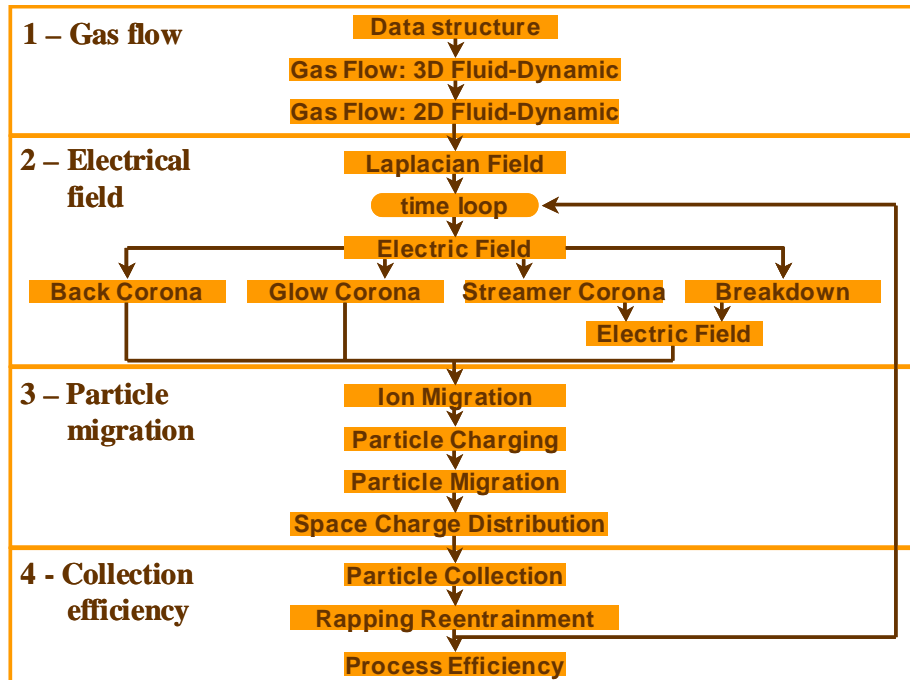 1 – Gas flow
Data structure
Gas Flow: 3D Fluid-Dynamic
Gas Flow: 2D Fluid-Dynamic
2 – Electrical
field
Laplacian Field
time loop
Electric Field
Back Corona
Glow Corona
Streamer Corona
Breakdown
Electric Field
3 – Particle
migration
Ion Migration
Particle Charging
Particle Migration
Space Charge Distribution
4 - Collection
efficiency
Particle Collection
Rapping Reentrainment
Process Efficiency